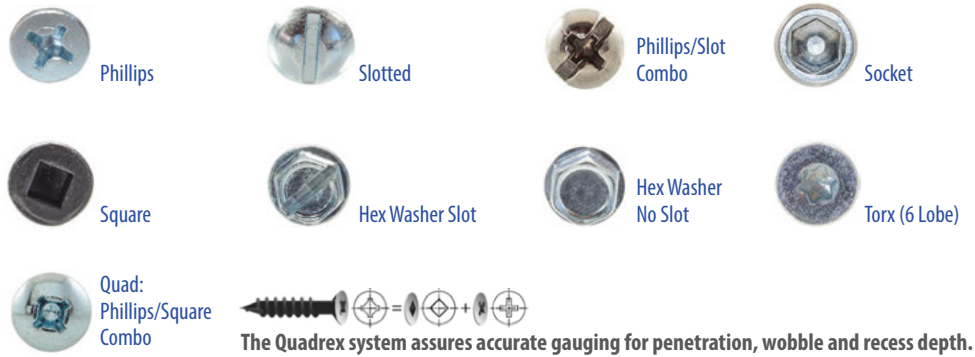 Phillips
Slotted
Phillips/Slot
Combo
Socket
Square
Hex Washer Slot
Hex Washer
No Slot
Torx (6 Lobe)
Quad:
Phillips/Square
Combo
= +
The Quadrex system assures accurate gauging for penetration, wobble and recess depth.